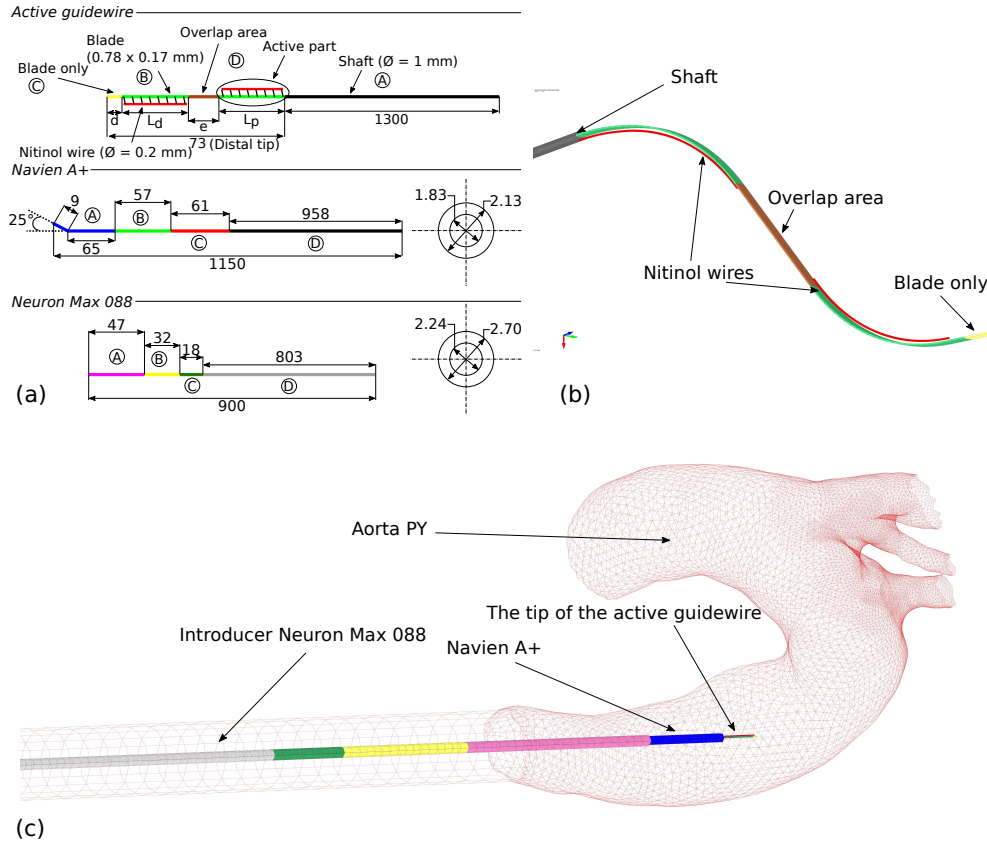 Active guidewire
Blade
(0.78 x 0.17 mm)
Overlap area
Active part
Blade only
Shaft (Ø = 1 mm)
C
B
D
A
d
Ld
e
Lp
1300
73 (Distal tip)
Nitinol wire (Ø = 0.2 mm)
Navien A+
9
57
61
958
25°
A
B
C
D
65
1150
1.83
2.13
Neuron Max 088
47
32
18
803
A
B
C
D
900
2.24
2.70
(a)
Shaft
Overlap area
Nitinol wires
Blade only
(b)
Aorta PY
The tip of the active guidewire
Introducer Neuron Max 088
Navien A+
(c)